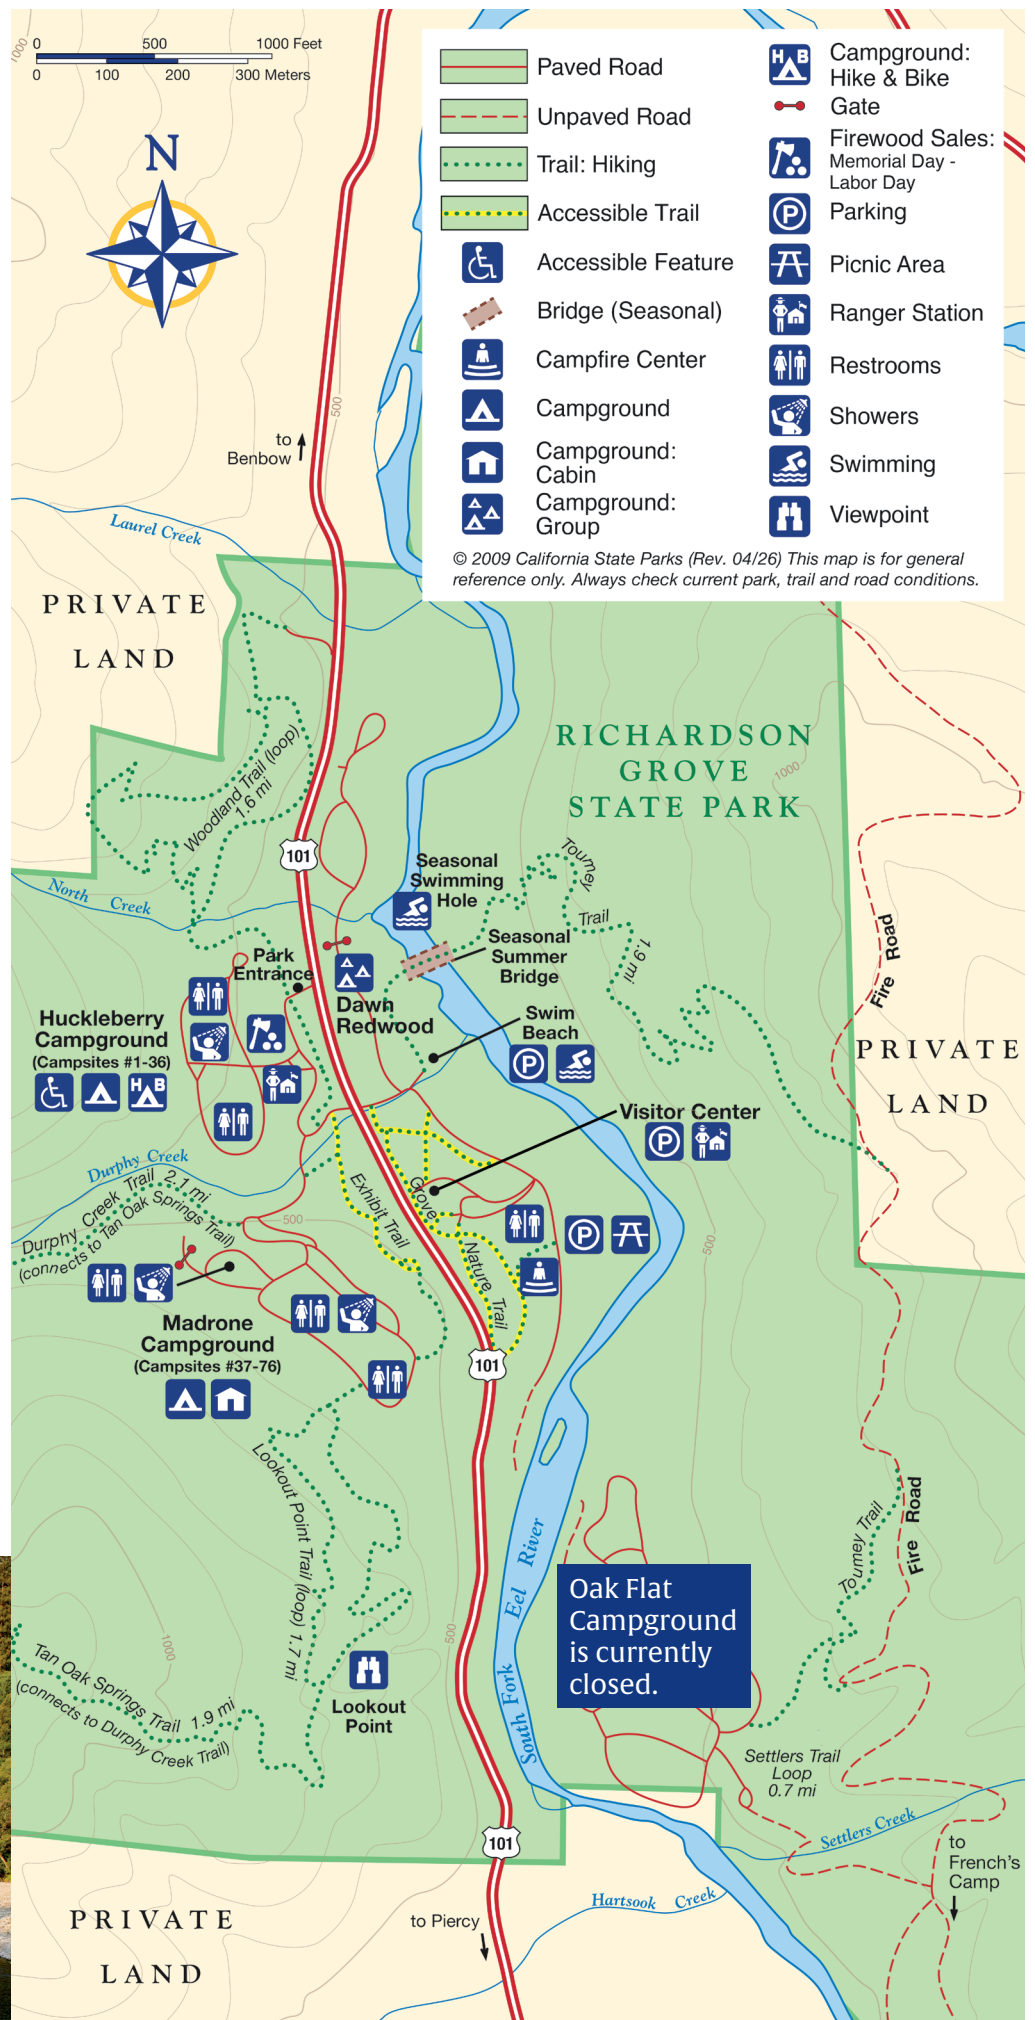 0 500 1000 Feet
0 100 200 300 Meters
N
Paved Road
Unpaved Road
Trail: Hiking
Accessible Trail
Accessible Feature
Bridge (Seasonal)
Campfire Center
Campground
Campground:
Cabin
Campground:
Group
H B
Campground:
Hike & Bike
Gate
Firewood Sales:
Memorial Day -
Labor Day
P
Parking
Picnic Area
Ranger Station
Restrooms
Showers
Swimming
Viewpoint
© 2009 California State Parks (Rev. 04/26) This map is for general
reference only. Always check current park, trail and road conditions.
1000
500
to
Benbow
Laurel Creek
PRIVATE
LAND
RICHARDSON
GROVE
STATE PARK
1000
Woodland Trail (loop)
1.6 mi
101
Seasonal
Swimming
Hole
Tourney
Trail
1.9 mi
North Creek
Seasonal
Summer
Bridge
Park
Entrance
Dawn
Redwood
Fire Road
Huckleberry
Campground
(Campsites #1-36)
H B
Swim
Beach
P
PRIVATE
LAND
Visitor Center
P
Durphy Creek
Durphy Creek Trail 2.1 mi
(connects to Tan Oak Springs Trail)
Exhibit Trail
Grove
Nature Trail
P
500
500
Madrone
Campground
(Campsites #37-76)
101
Lookout Point Trail (loop) 1.7 mi
Tourney Trail
Fire Road
South Fork Eel River
Oak Flat
Campground
is currently
closed.
1000
500
Tan Oak Springs Trail 1.9 mi
(connects to Durphy Creek Trail)
Lookout
Point
Settlers Trail
Loop
0.7 mi
Settlers Creek
101
to
French's
Camp
Hartsook Creek
to Piercy
PRIVATE
LAND